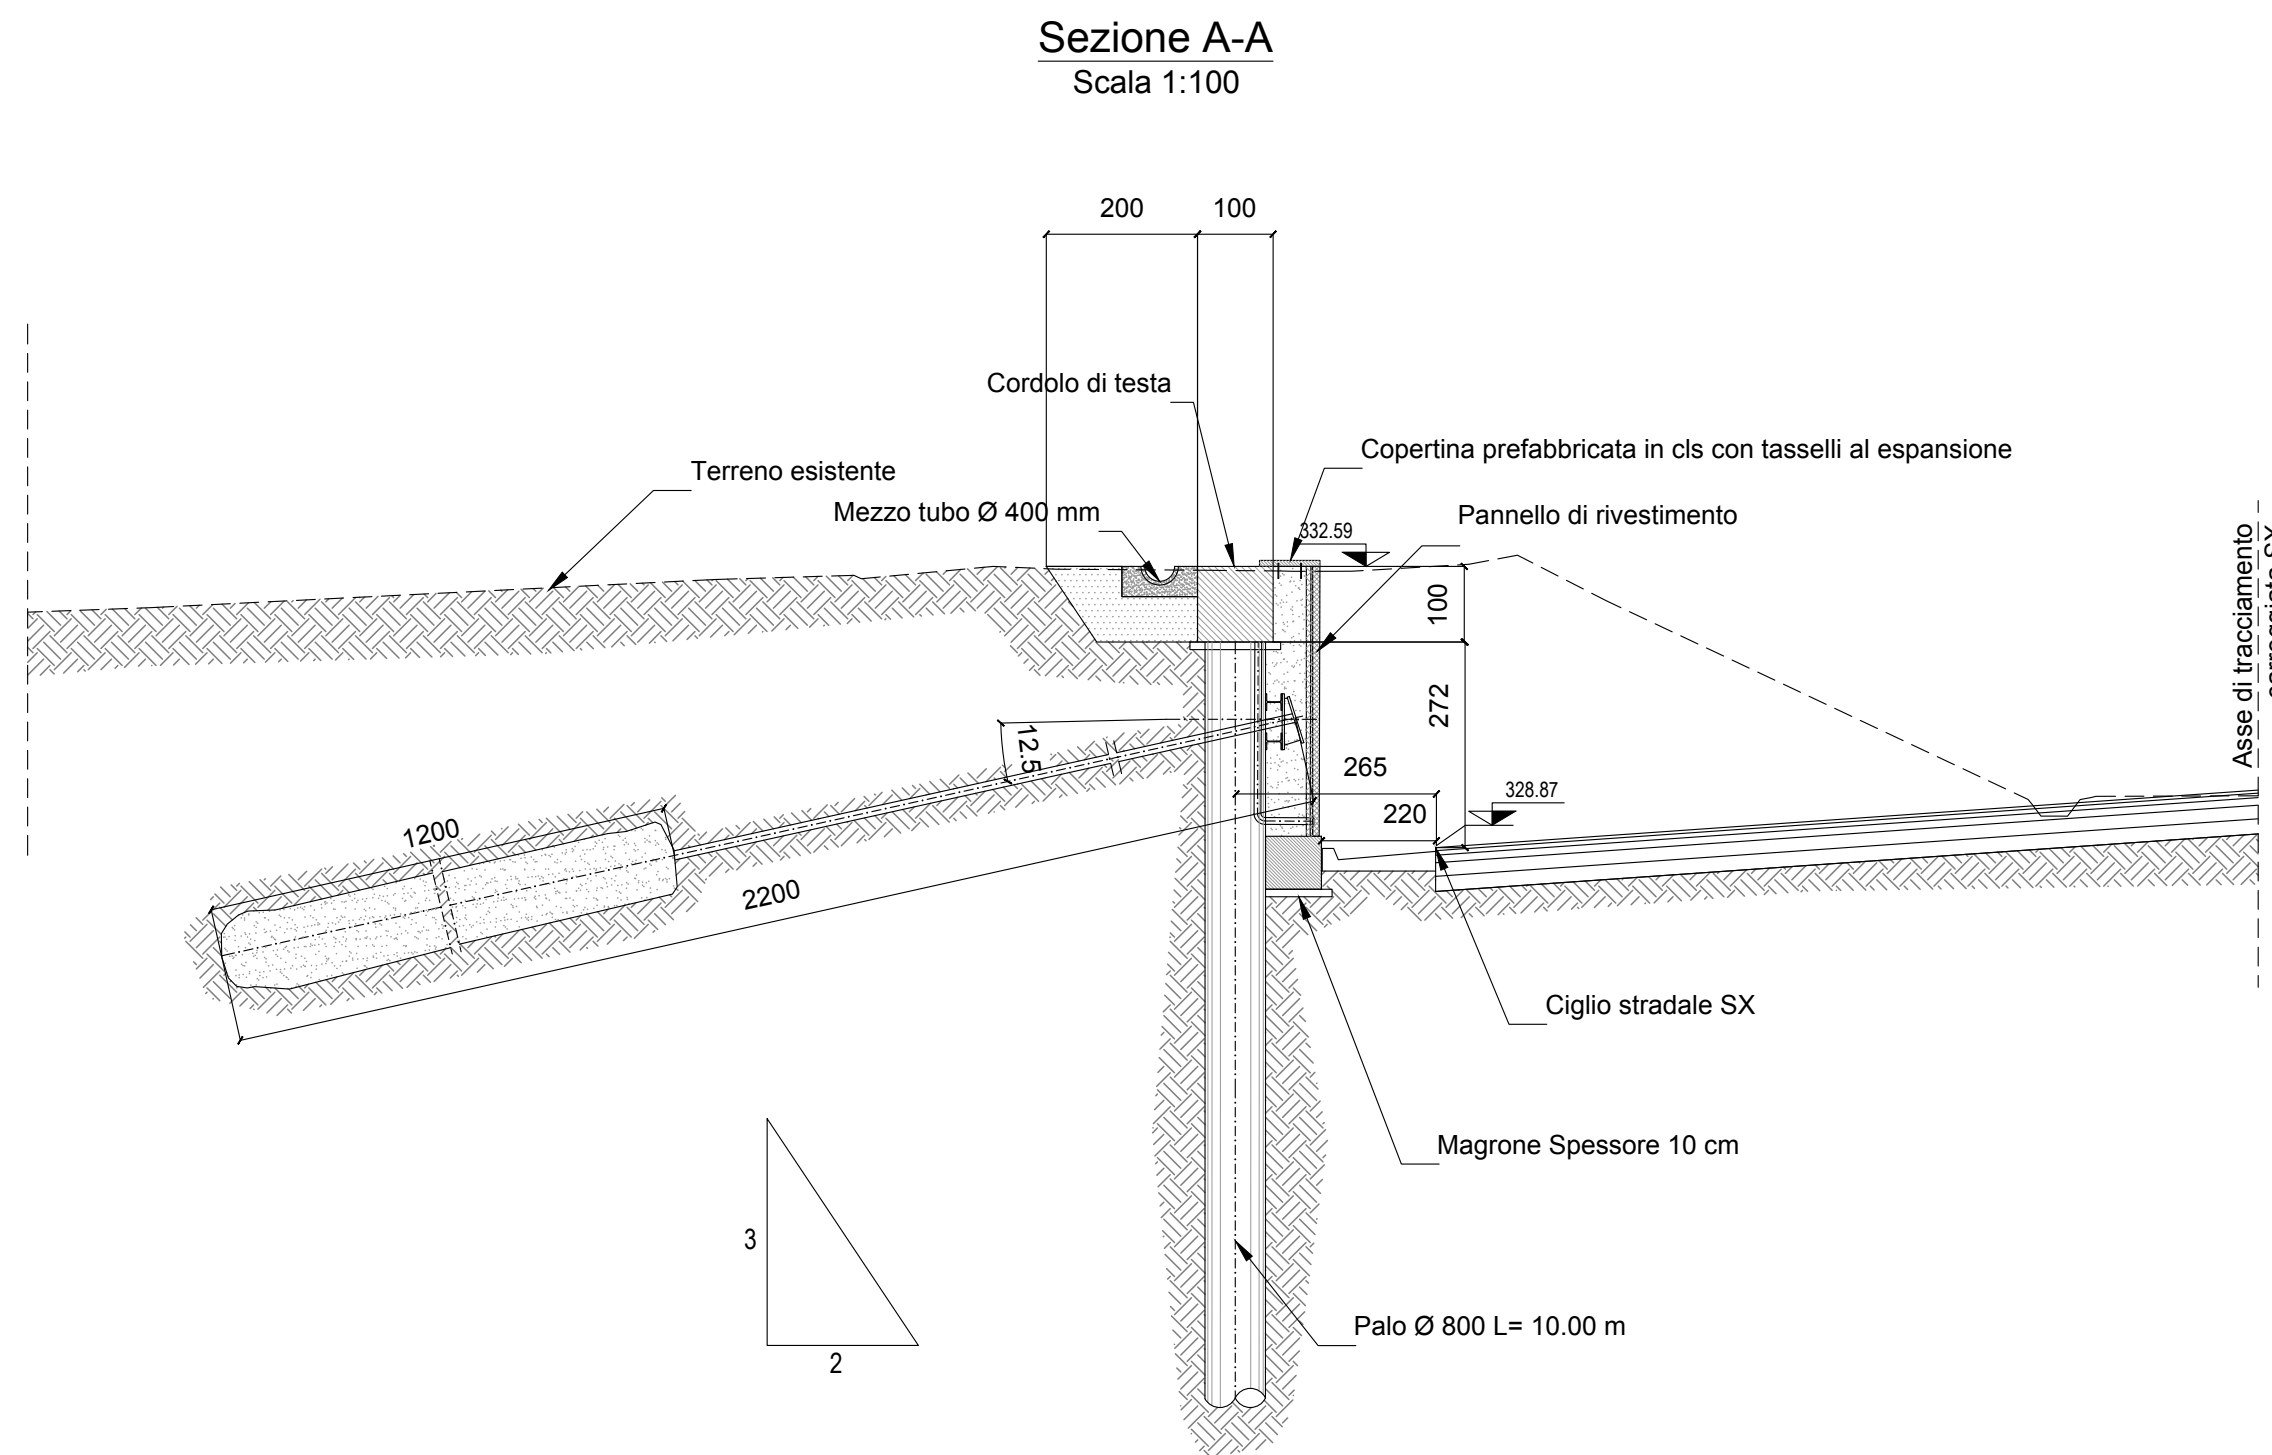 Sezione A-A
Scala 1:100
200
100
Cordolo di testa
Copertina prefabbricata in cls con tasselli al espansione
Terreno esistente
Mezzo tubo Ø 400 mm
Pannello di rivestimento
332.59
Asse di tracciamento
100
272
12.5
265
328.87
220
1200
2200
Ciglio stradale SX
Magrone Spessore 10 cm
3
2
Palo Ø 800 L= 10.00 m